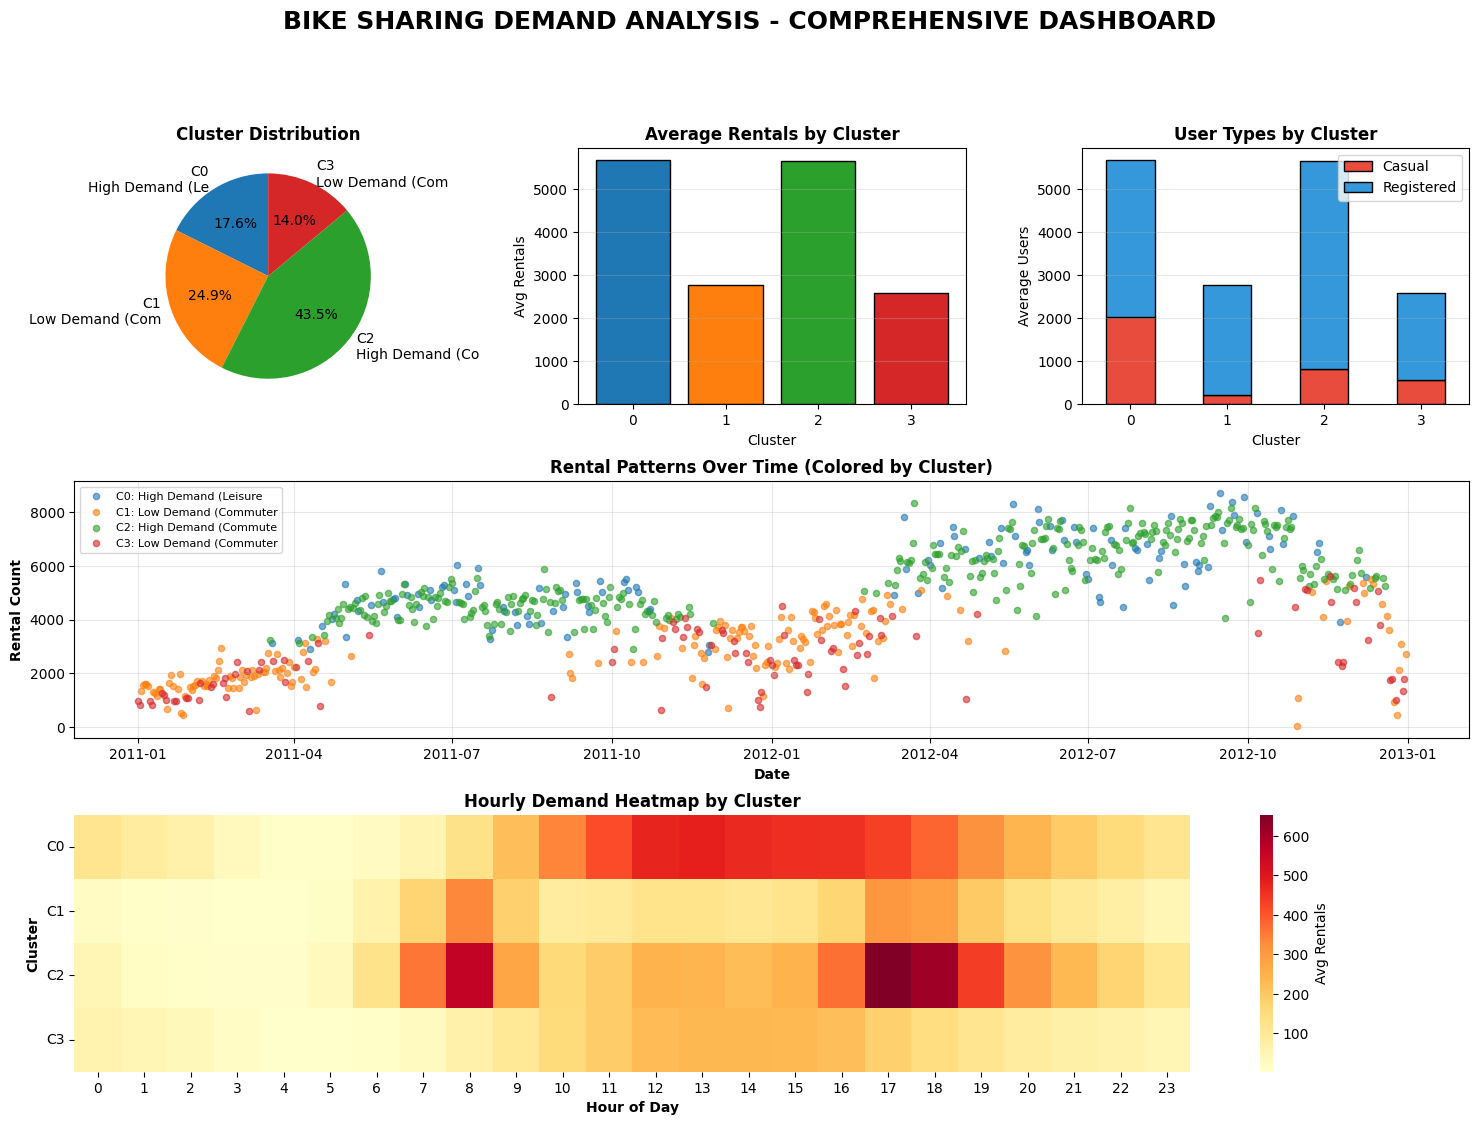 BIKE SHARING DEMAND ANALYSIS - COMPREHENSIVE DASHBOARD
Cluster Distribution
C0
High Demand (Le
C3
Low Demand (Com
17.6%
14.0%
24.9%
43.5%
C1
Low Demand (Com
C2
High Demand (Co
Average Rentals by Cluster
Avg Rentals
5000
4000
3000
2000
1000
0
0 1 2 3
Cluster
User Types by Cluster
Casual
Registered
Average Users
5000
4000
3000
2000
1000
0
0 1 2 3
Cluster
Rental Patterns Over Time (Colored by Cluster)
C0: High Demand (Leisure
C1: Low Demand (Commuter
C2: High Demand (Commute
C3: Low Demand (Commuter
Rental Count
8000
6000
4000
2000
0
2011-01 2011-04 2011-07 2011-10 2012-01 2012-04 2012-07 2012-10 2013-01
Date
Hourly Demand Heatmap by Cluster
Cluster
C0
C1
C2
C3
0 1 2 3 4 5 6 7 8 9 10 11 12 13 14 15 16 17 18 19 20 21 22 23
Hour of Day
600
500
400
300
200
100
Avg Rentals